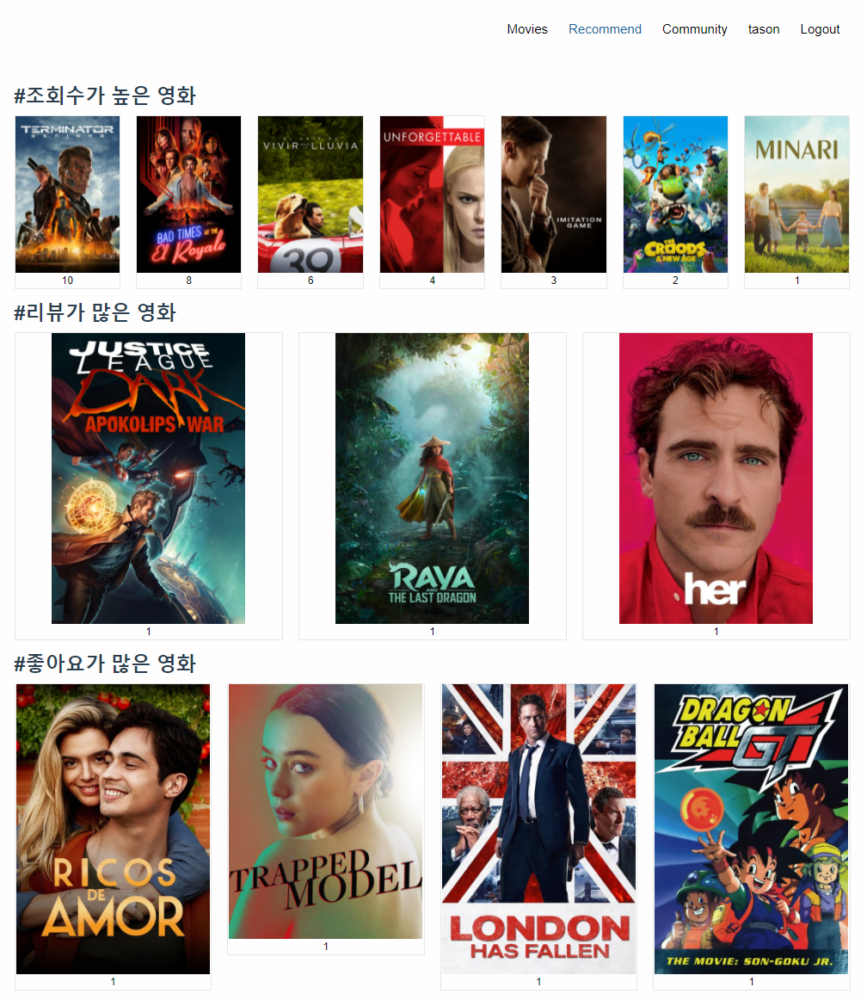 Movies Recommend Community tason Logout
#조회수가 높은 영화
TERMINATOR
GENISYS
BAD TIMES AT THE
El Royale
VIVIR BAJO LA LLUVIA
39
UNFORGETTABLE
IMITATION
GAME
THE
CROODS
A NEW AGE
MINARI
10 8 6 4 3 2 1
#리뷰가 많은 영화
JUSTICE
LEAGUE
DARK
APOKOLIPS WAR
RAYA
AND
THE LAST DRAGON
her
1 1 1
#좋아요가 많은 영화
RICOS
DE
AMOR
1
TRAPPED
MODEL
1
LONDON
HAS FALLEN
1
DRAGON
BALL GT
THE MOVIE: SON-GOKU JR.
1